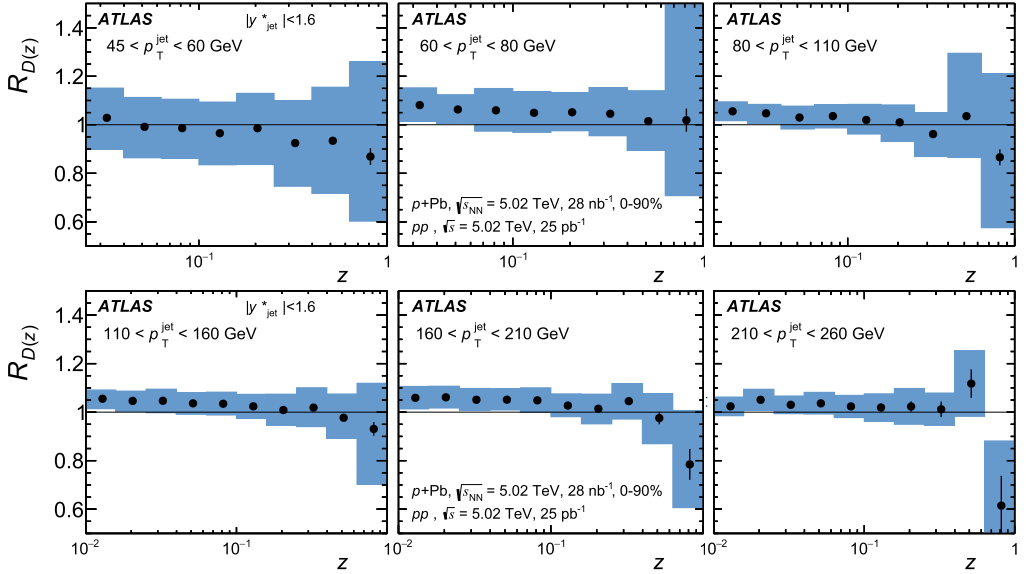 ATLAS |y*jet|<1.6
45 < pTjet < 60 GeV
ATLAS
60 < pTjet < 80 GeV
p+Pb, √sNN = 5.02 TeV, 28 nb-1, 0-90%
pp , √s = 5.02 TeV, 25 pb-1
ATLAS
80 < pTjet < 110 GeV
RD(z)
1.4
1.2
1
0.8
0.6
10-1 1
z
10-1 1
z
10-1 1
z
ATLAS |y*jet|<1.6
110 < pTjet < 160 GeV
ATLAS
160 < pTjet < 210 GeV
p+Pb, √sNN = 5.02 TeV, 28 nb-1, 0-90%
pp , √s = 5.02 TeV, 25 pb-1
ATLAS
210 < pTjet < 260 GeV
RD(z)
1.4
1.2
1
0.8
0.6
10-2 10-1 1
z
10-2 10-1 1
z
10-2 10-1 1
z